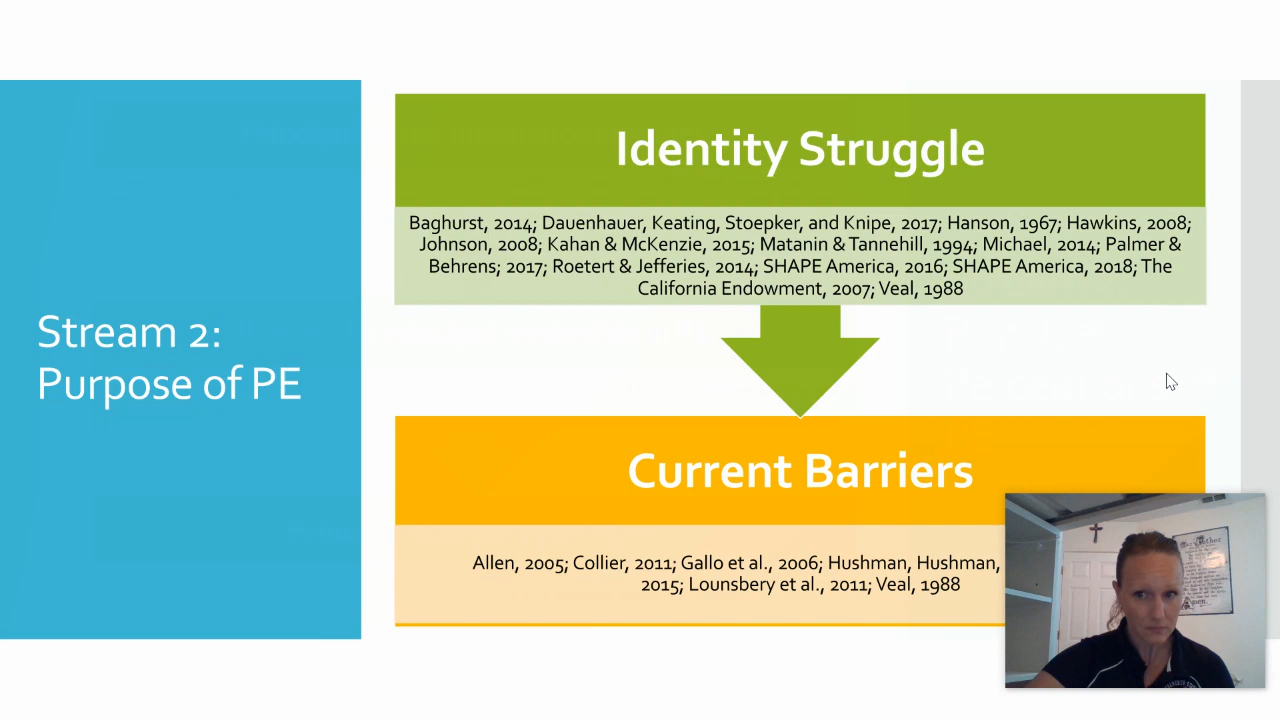 Identity Struggle
Baghurst, 2014; Dauenhauer, Keating, Stoepker, and Knipe, 2017; Hanson, 1967; Hawkins, 2008;
Johnson, 2008; Kahan & McKenzie, 2015; Matanin & Tannehill, 1994; Michael, 2014; Palmer &
Behrens; 2017; Roetert & Jefferies, 2014; SHAPE America, 2016; SHAPE America, 2018; The
California Endowment, 2007; Veal, 1988
Stream 2:
Purpose of PE
Current Barriers
Allen, 2005; Collier, 2011; Gallo et al., 2006; Hushman, Hushman,
2015; Lounsbery et al., 2011; Veal, 1988